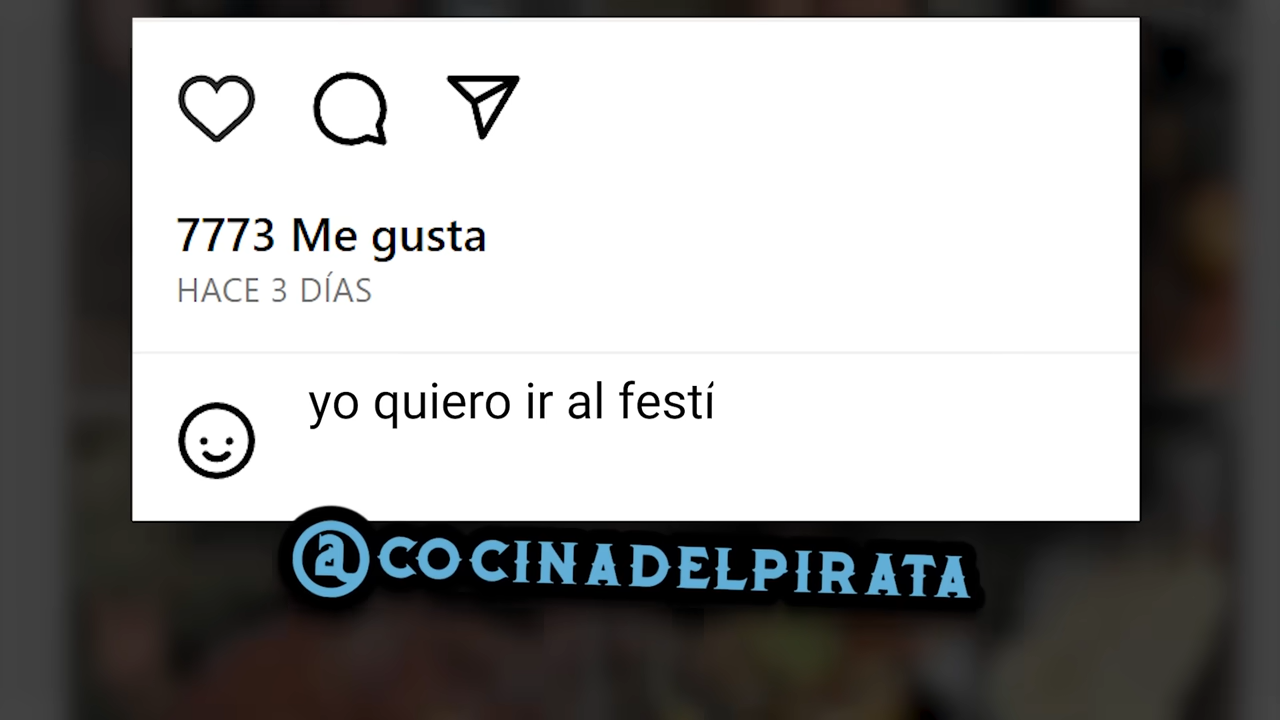 7773 Me gusta
HACE 3 DÍAS
yo quiero ir al festí
@COCINADELPIRATA